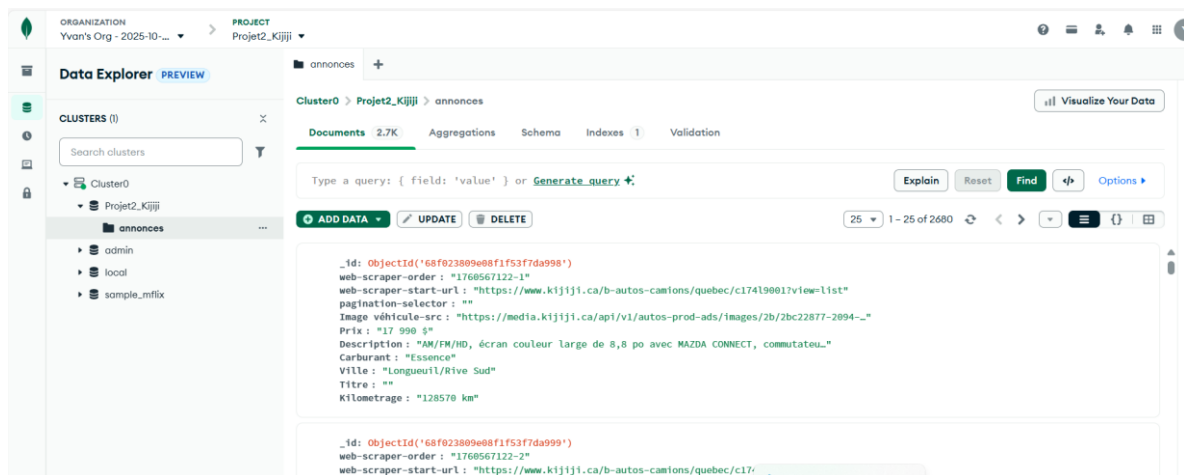 ORGANIZATION
Yvan's Org - 2025-10-...
PROJECT
Projet2_Kijiji
Data Explorer PREVIEW
CLUSTERS (1)
Search clusters
Cluster0
Projet2_Kijiji
annonces
...
admin
local
sample_mflix
annonces +
Cluster0 > Projet2_Kijiji > annonces
Visualize Your Data
Documents 2.7K Aggregations Schema Indexes 1 Validation
Type a query: { field: 'value' } or Generate query
Explain Reset Find </> Options
ADD DATA UPDATE DELETE
25 1 – 25 of 2680 {}
_id: ObjectId('68f023809e08f1f53f7da998')
web-scraper-order : "1760567122-1"
web-scraper-start-url : "https://www.kijiji.ca/b-autos-camions/quebec/c174l9001?view=list"
pagination-selector : ""
Image véhicule-src : "https://media.kijiji.ca/api/v1/autos-prod-ads/images/2b/2bc22877-2094-…"
Prix : "17 990 $"
Description : "AM/FM/HD, écran couleur large de 8,8 po avec MAZDA CONNECT, commutateu…"
Carburant : "Essence"
Ville : "Longueuil/Rive Sud"
Titre : ""
Kilometrage : "128570 km"
_id: ObjectId('68f023809e08f1f53f7da999')
web-scraper-order : "1760567122-2"
web-scraper-start-url : "https://www.kijiji.ca/b-autos-camions/quebec/c174